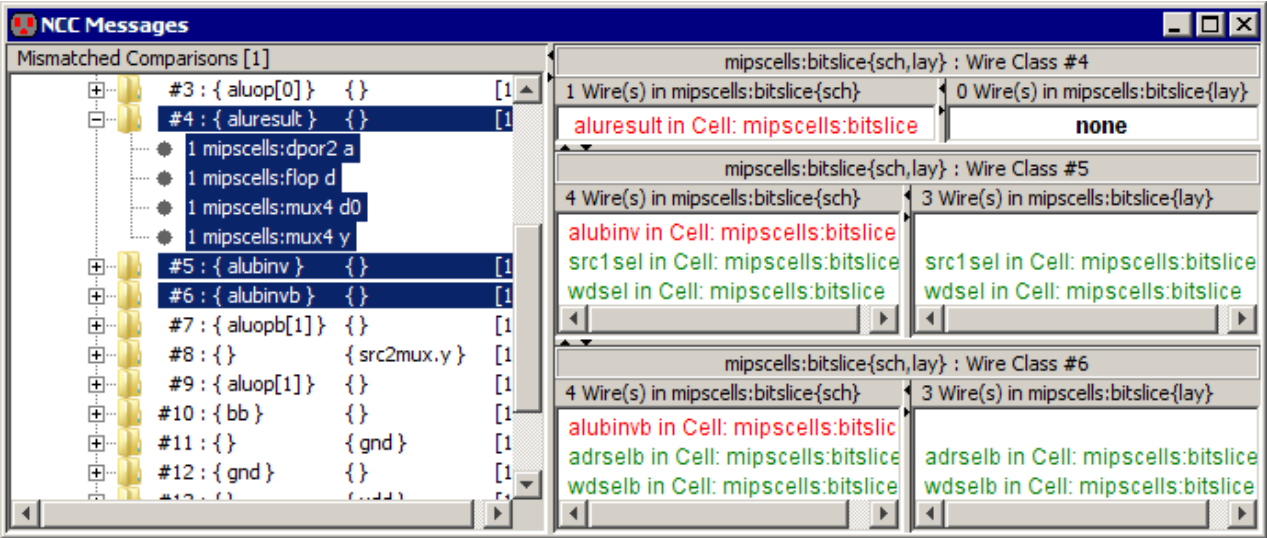 NCC Messages
Mismatched Comparisons [1]
#3 : { aluop[0] } { } [1
#4 : { aluresult } { } [1
1 mipscells:dpor2 a
1 mipscells:flop d
1 mipscells:mux4 d0
1 mipscells:mux4 y
#5 : { alubinv } { } [1
#6 : { alubinvb } { } [1
#7 : { aluopb[1] } { } [1
#8 : { } { src2mux.y } [1
#9 : { aluop[1] } { } [1
#10 : { bb } { } [1
#11 : { } { gnd } [1
#12 : { gnd } { } [1
mipscells:bitslice{sch,lay} : Wire Class #4
1 Wire(s) in mipscells:bitslice{sch} 0 Wire(s) in mipscells:bitslice{lay}
aluresult in Cell: mipscells:bitslice none
mipscells:bitslice{sch,lay} : Wire Class #5
4 Wire(s) in mipscells:bitslice{sch} 3 Wire(s) in mipscells:bitslice{lay}
alubinv in Cell: mipscells:bitslice
src1sel in Cell: mipscells:bitslice src1sel in Cell: mipscells:bitslice
wdsel in Cell: mipscells:bitslice wdsel in Cell: mipscells:bitslice
mipscells:bitslice{sch,lay} : Wire Class #6
4 Wire(s) in mipscells:bitslice{sch} 3 Wire(s) in mipscells:bitslice{lay}
alubinvb in Cell: mipscells:bitslic
adrselb in Cell: mipscells:bitslice adrselb in Cell: mipscells:bitslice
wdselb in Cell: mipscells:bitslice wdselb in Cell: mipscells:bitslice